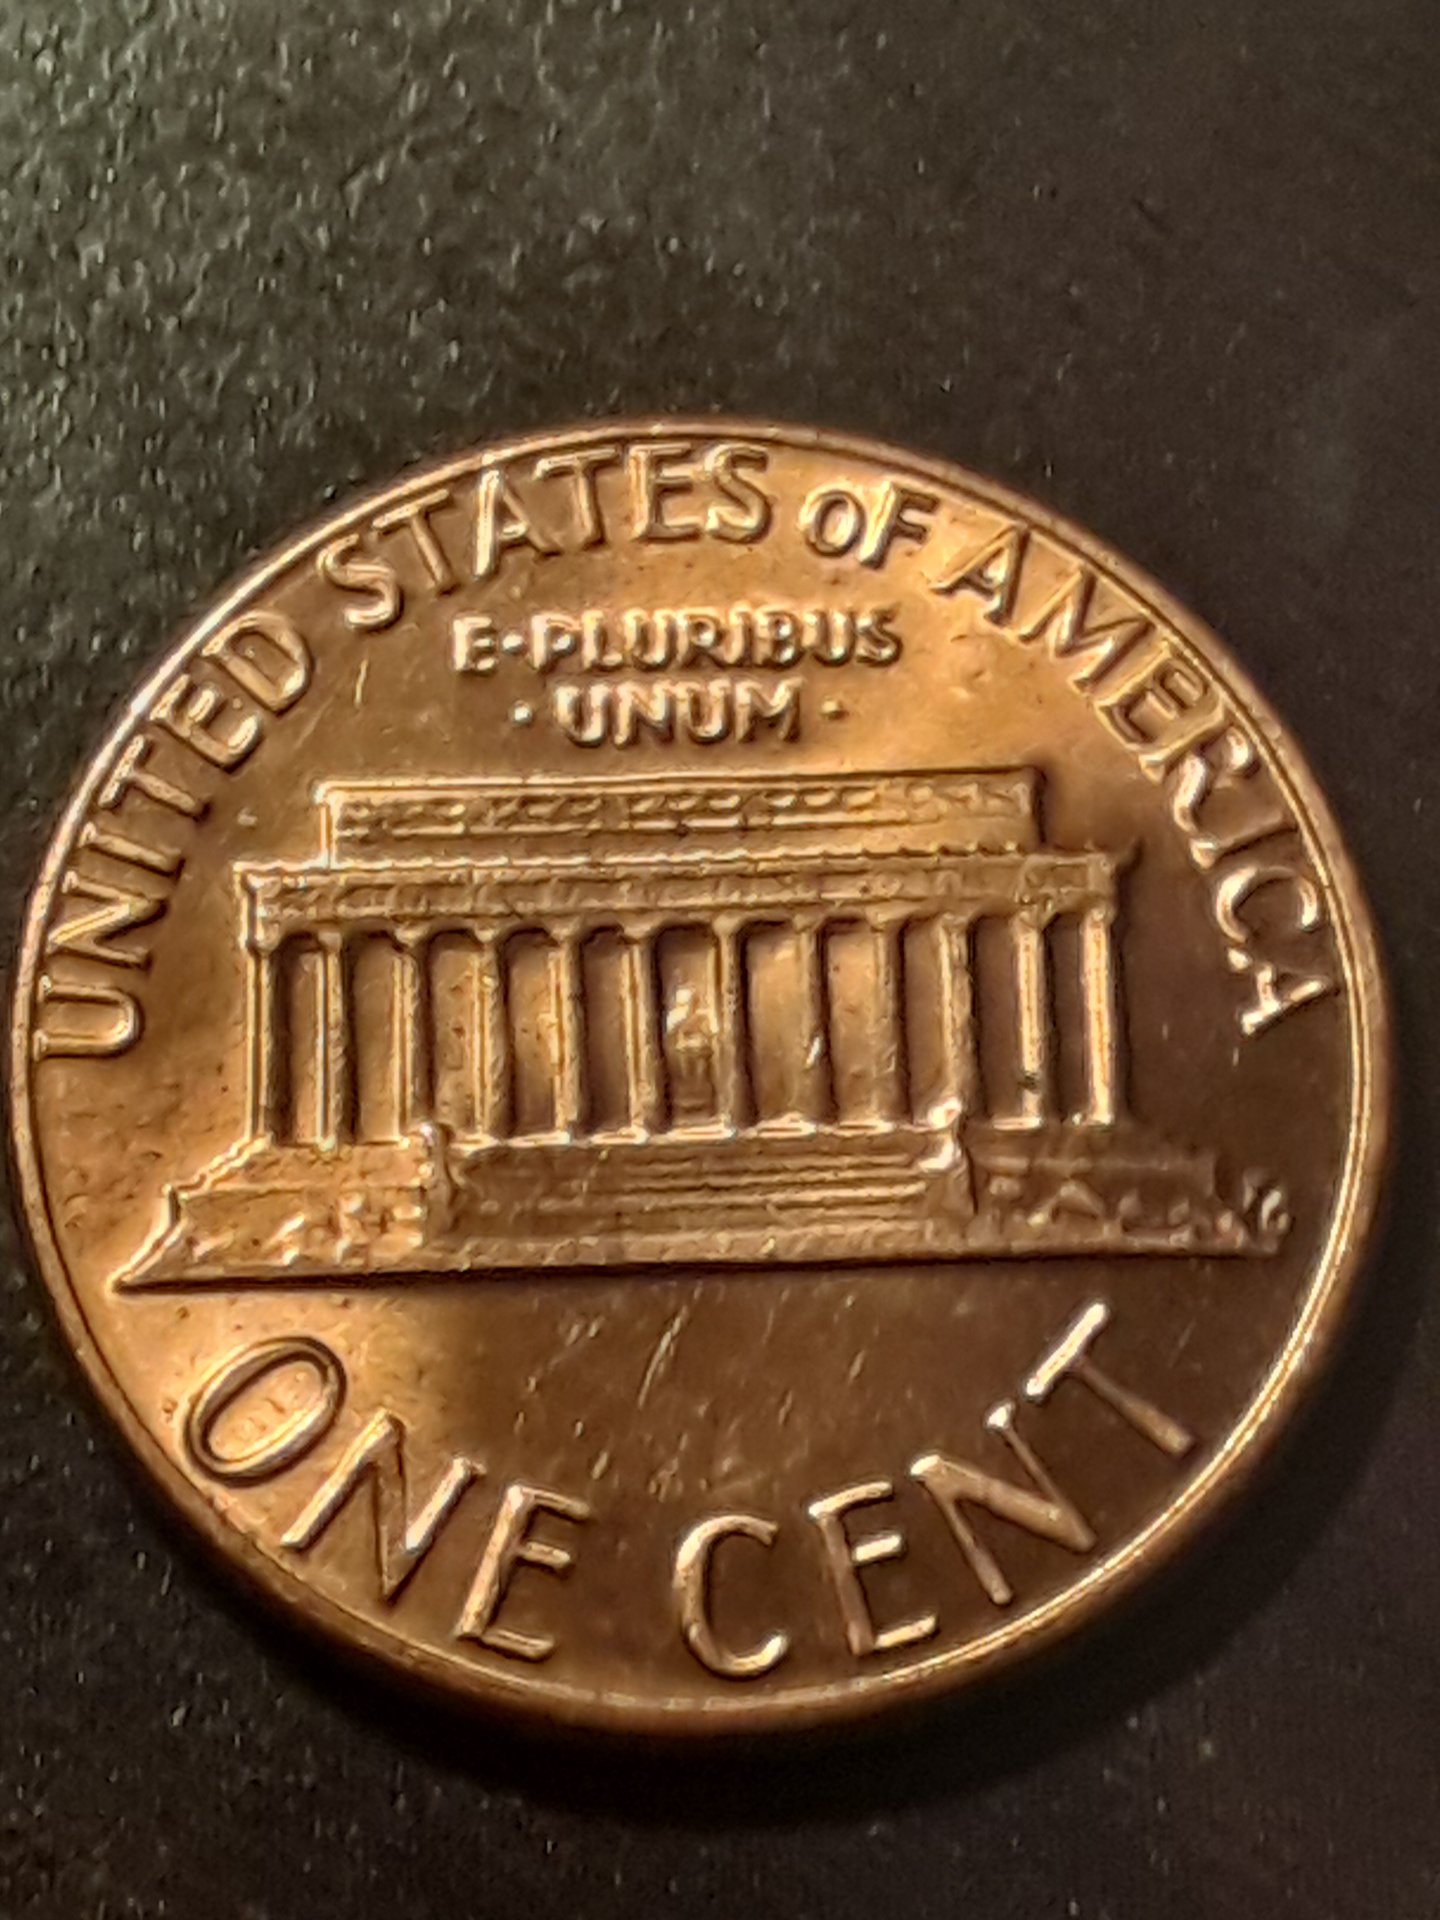 UNITED STATES OF AMERICA
E·PLURIBUS
·UNUM·
ONE CENT